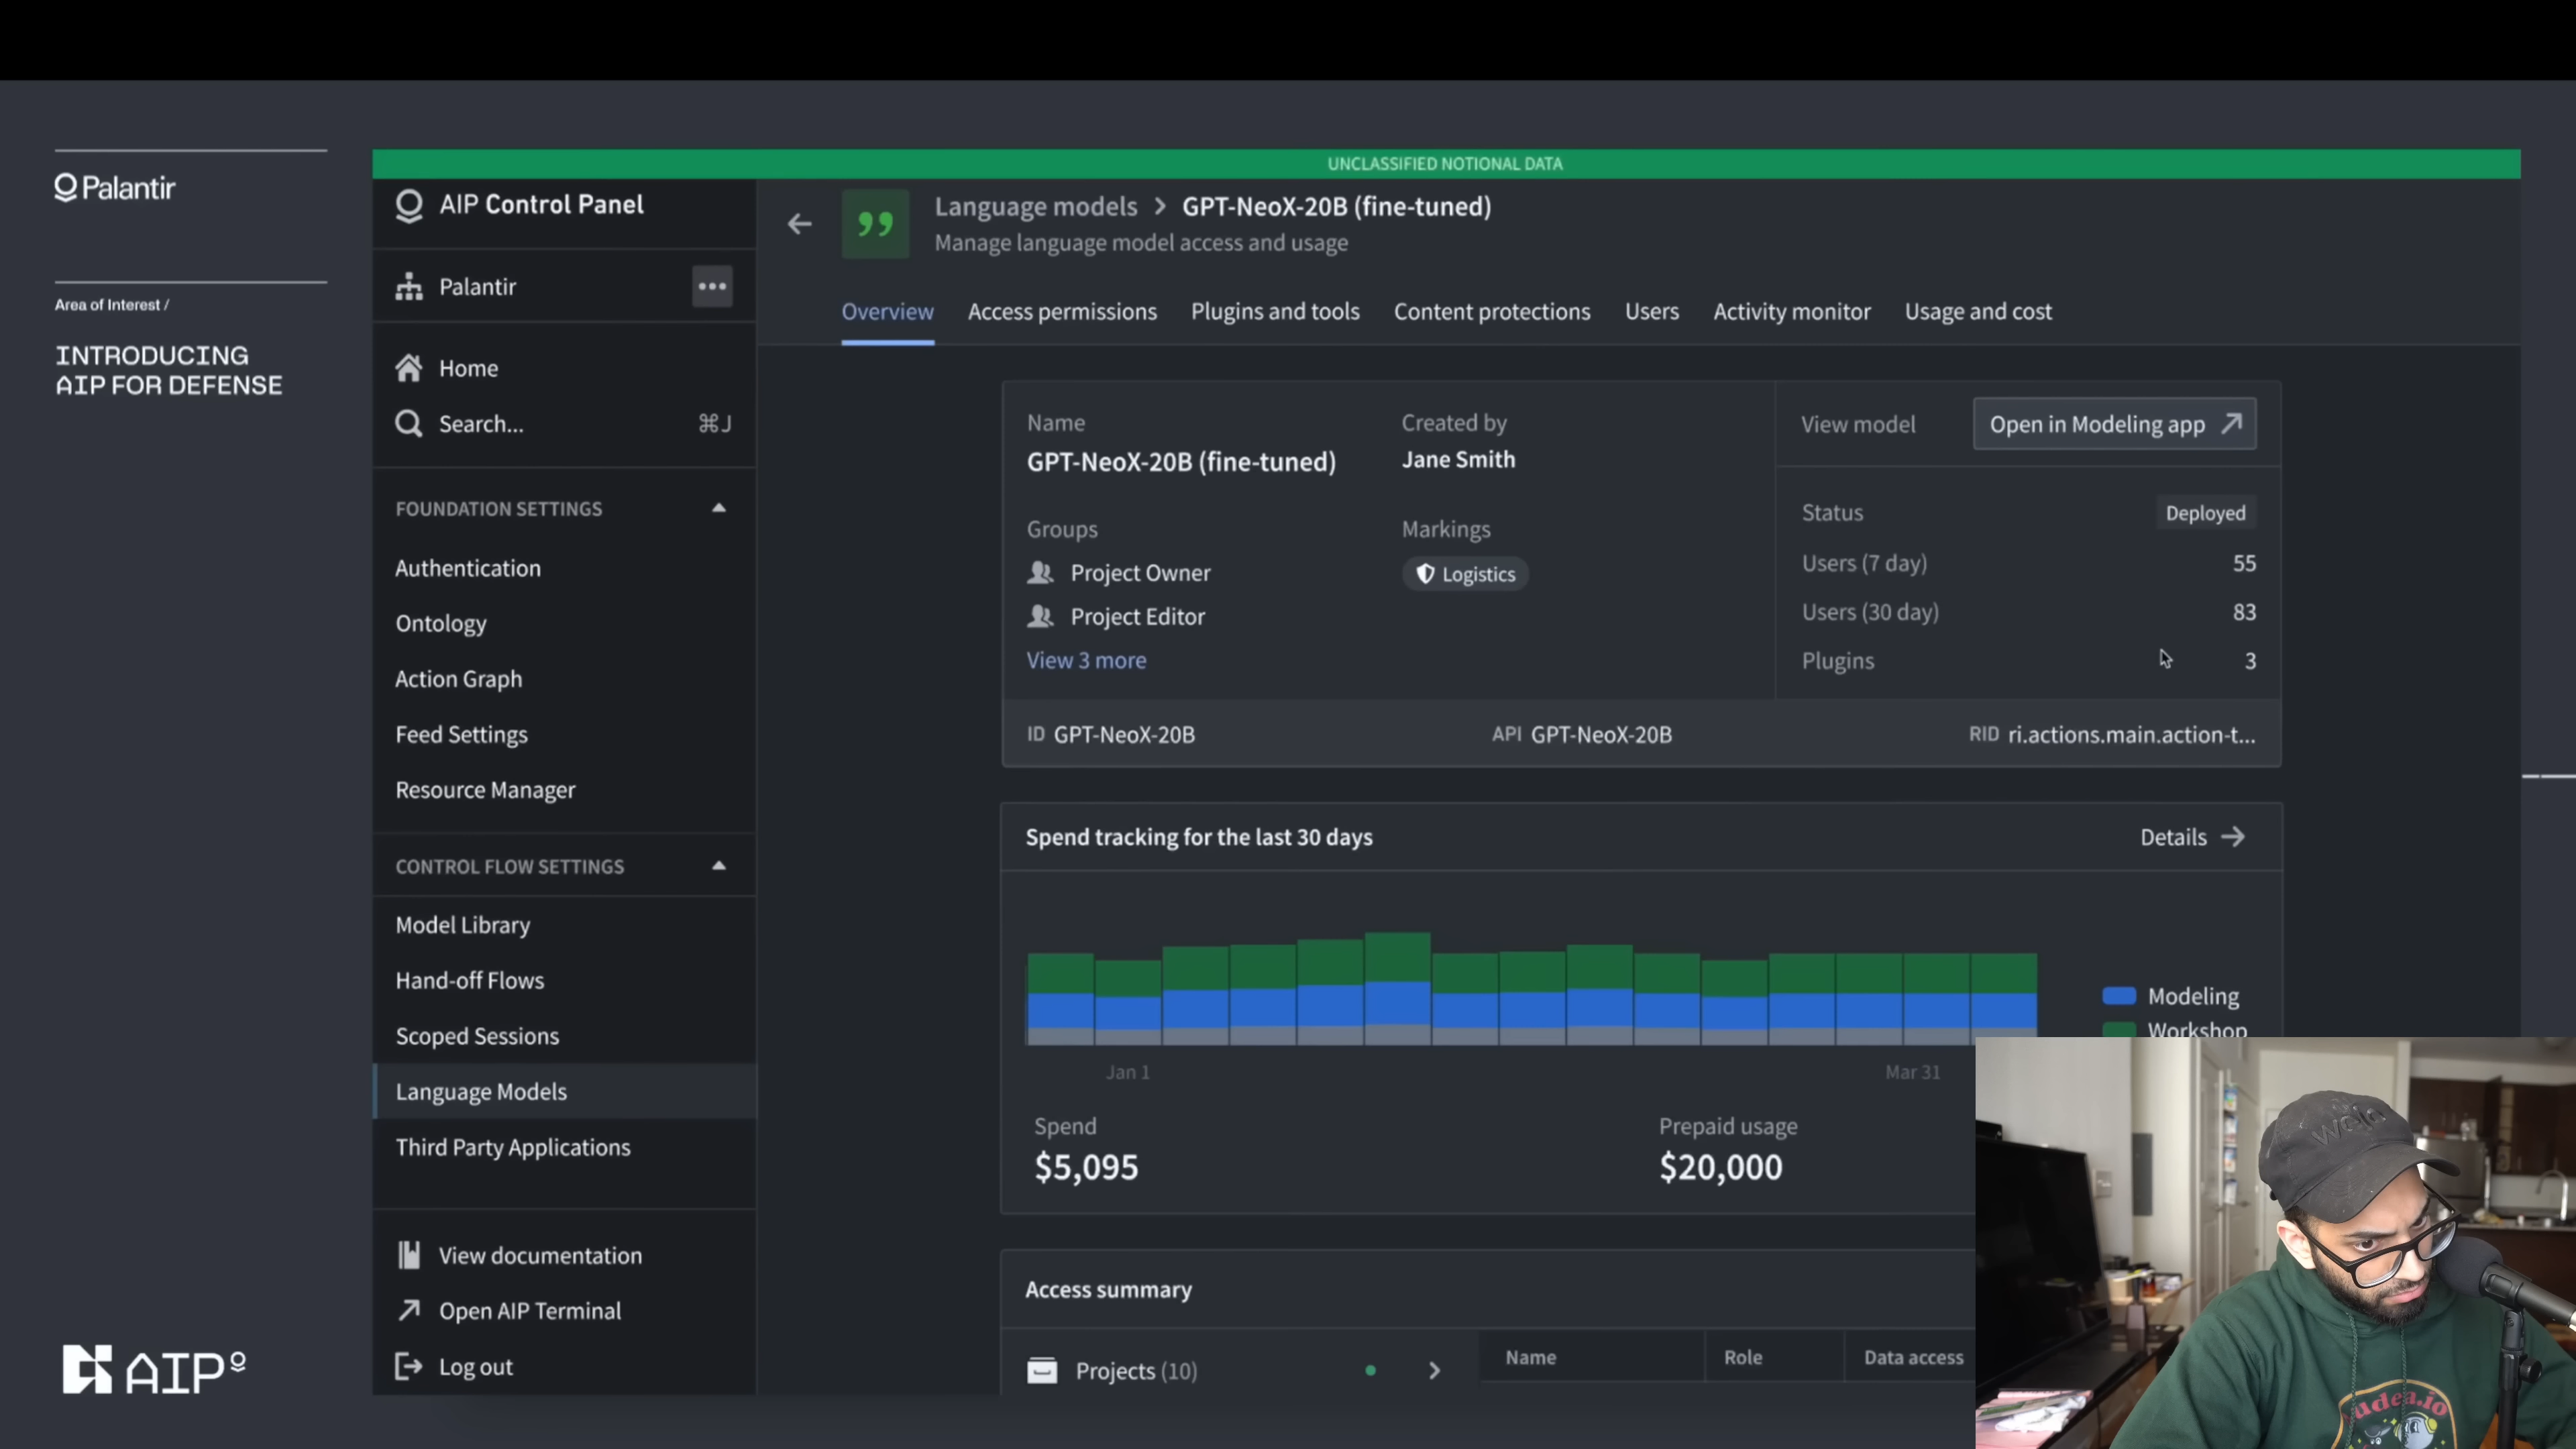 Palantir
Area of Interest /
INTRODUCING
AIP FOR DEFENSE
AIP
UNCLASSIFIED NOTIONAL DATA
AIP Control Panel
Palantir
Home
Search... ⌘J
FOUNDATION SETTINGS
Authentication
Ontology
Action Graph
Feed Settings
Resource Manager
CONTROL FLOW SETTINGS
Model Library
Hand-off Flows
Scoped Sessions
Language Models
Third Party Applications
View documentation
Open AIP Terminal
Log out
Language models > GPT-NeoX-20B (fine-tuned)
Manage language model access and usage
Overview Access permissions Plugins and tools Content protections Users Activity monitor Usage and cost
Name
GPT-NeoX-20B (fine-tuned)
Created by
Jane Smith
Groups
Project Owner
Project Editor
View 3 more
Markings
Logistics
View model Open in Modeling app
Status Deployed
Users (7 day) 55
Users (30 day) 83
Plugins 3
ID GPT-NeoX-20B API GPT-NeoX-20B RID ri.actions.main.action-t...
Spend tracking for the last 30 days Details
Modeling
Workshop
Jan 1 Mar 31
Spend
$5,095
Prepaid usage
$20,000
Access summary
Projects (10)
Name Role Data access